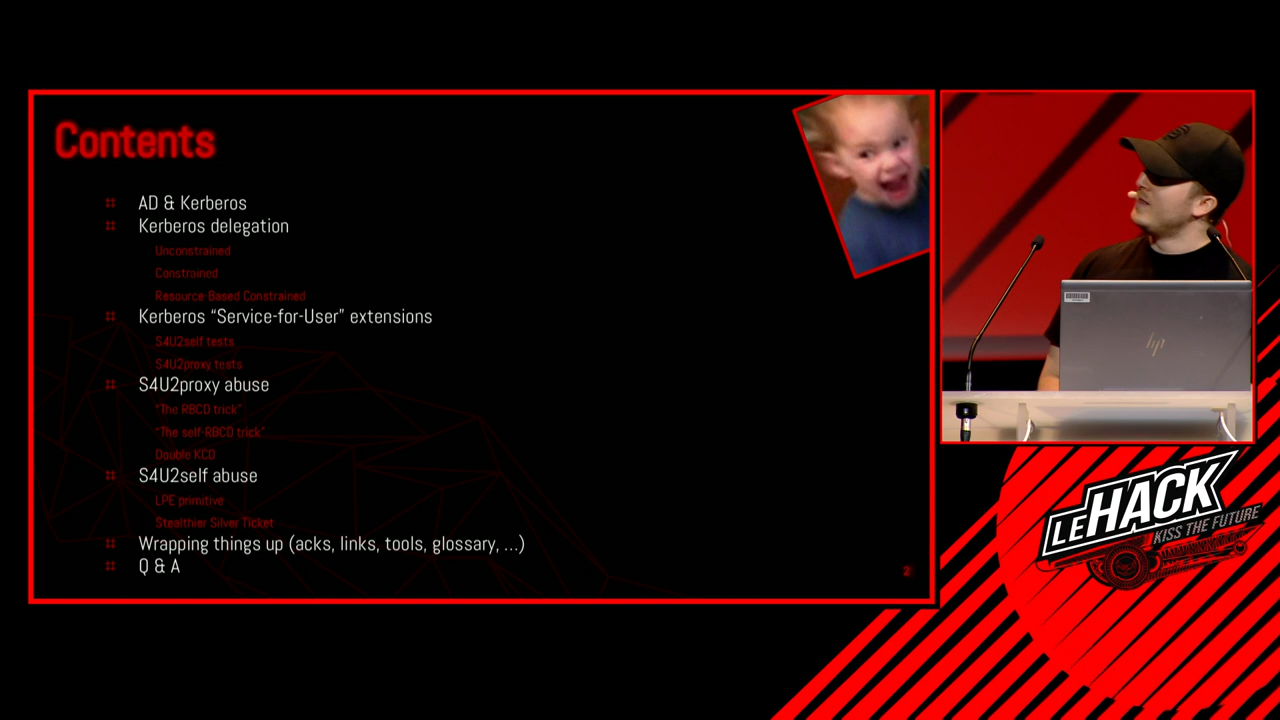 Contents
AD & Kerberos
Kerberos delegation
Unconstrained
Constrained
Resource-Based Constrained
Kerberos “Service-for-User” extensions
S4U2self tests
S4U2proxy tests
S4U2proxy abuse
“The RBCD trick”
“The self-RBCD trick”
Double KCD
S4U2self abuse
LPE primitive
Stealthier Silver Ticket
Wrapping things up (acks, links, tools, glossary, ...)
Q & A
2
LEHACK
KISS THE FUTURE